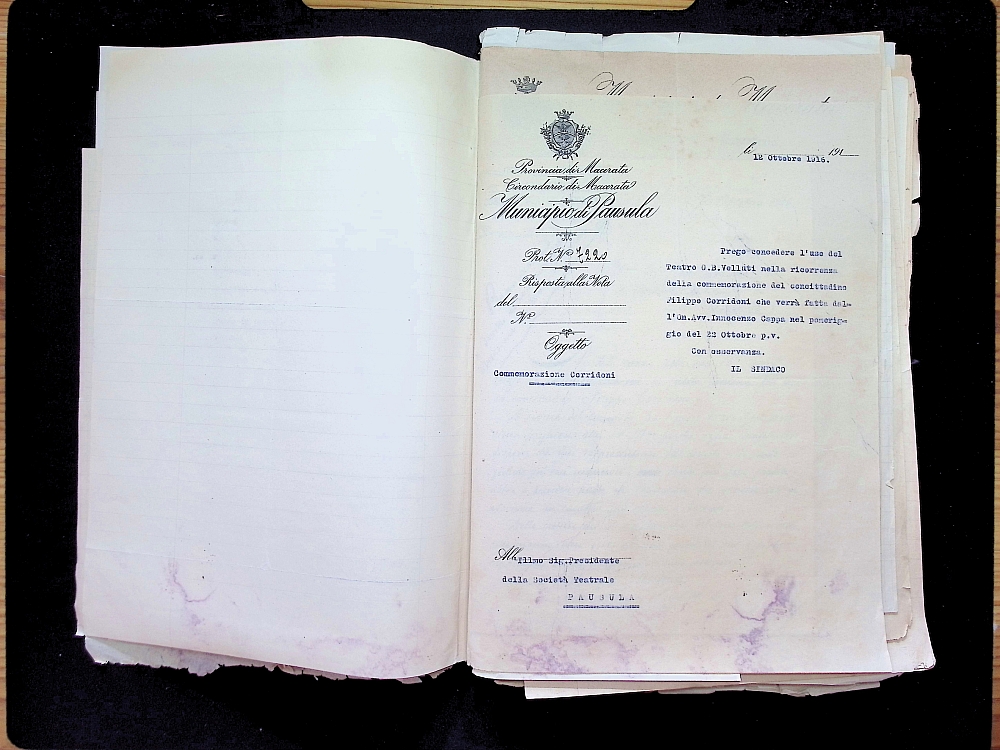 li 12 Ottobre 1916. 191
Provincia di Macerata
Circondario di Macerata
Municipio di Pausula
Prot. N.º 1220
Risposta alla Nota
del
N.º
Oggetto
Commemorazione Corridoni
Prego concedere l'uso del
Teatro G.B.Velluti nella ricorrenza
della commemorazione del concittadino
Filippo Corridoni che verrà fatta dal-
l'On.Avv.Innocenzo Cappa nel pomerig-
gio del 22 Ottobre p.v.
Con osservanza.
IL SINDACO
All Illmo Sig.Presidente
della Società Teatrale
PAUSULA